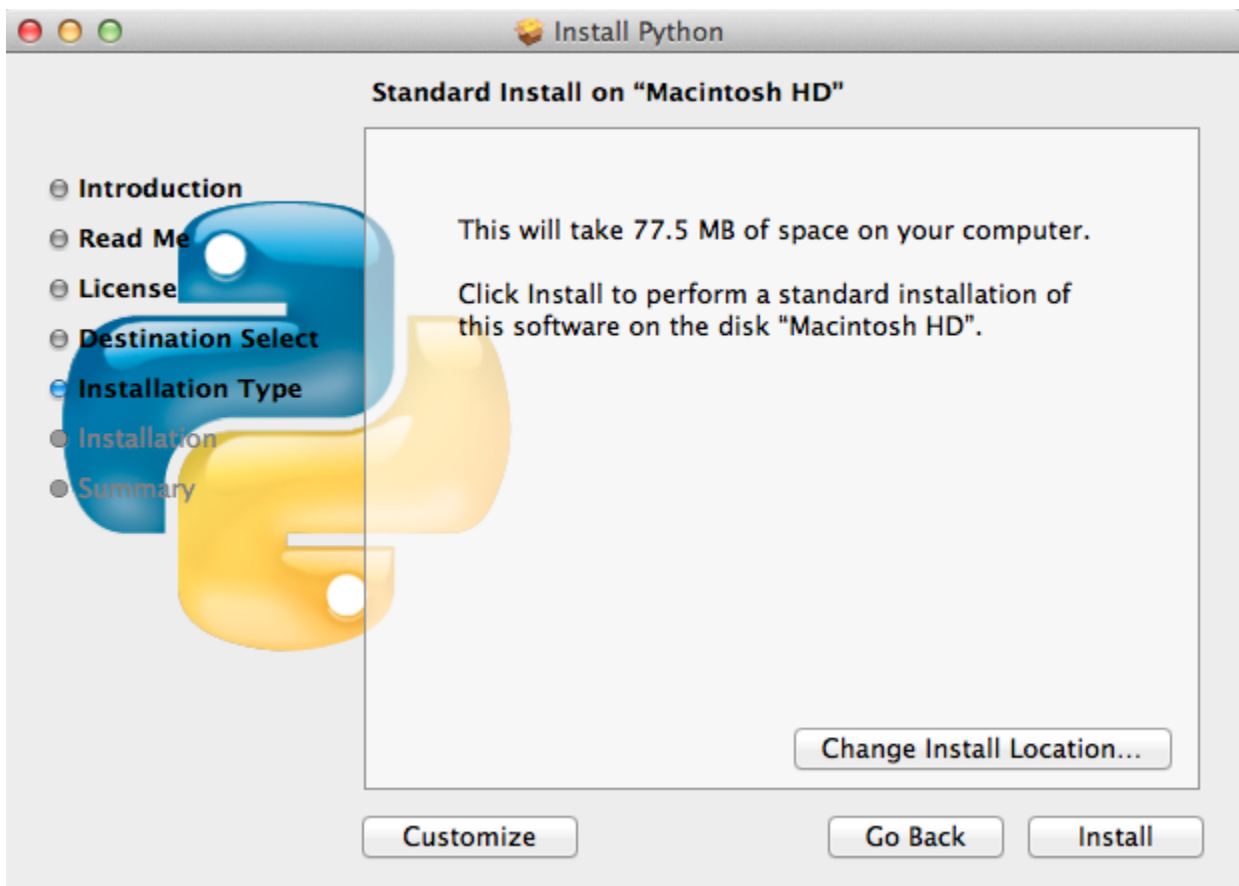 Install Python
Standard Install on “Macintosh HD”
Introduction
Read Me
License
Destination Select
Installation Type
Installation
Summary
This will take 77.5 MB of space on your computer.
Click Install to perform a standard installation of
this software on the disk “Macintosh HD”.
Change Install Location...
Customize
Go Back
Install